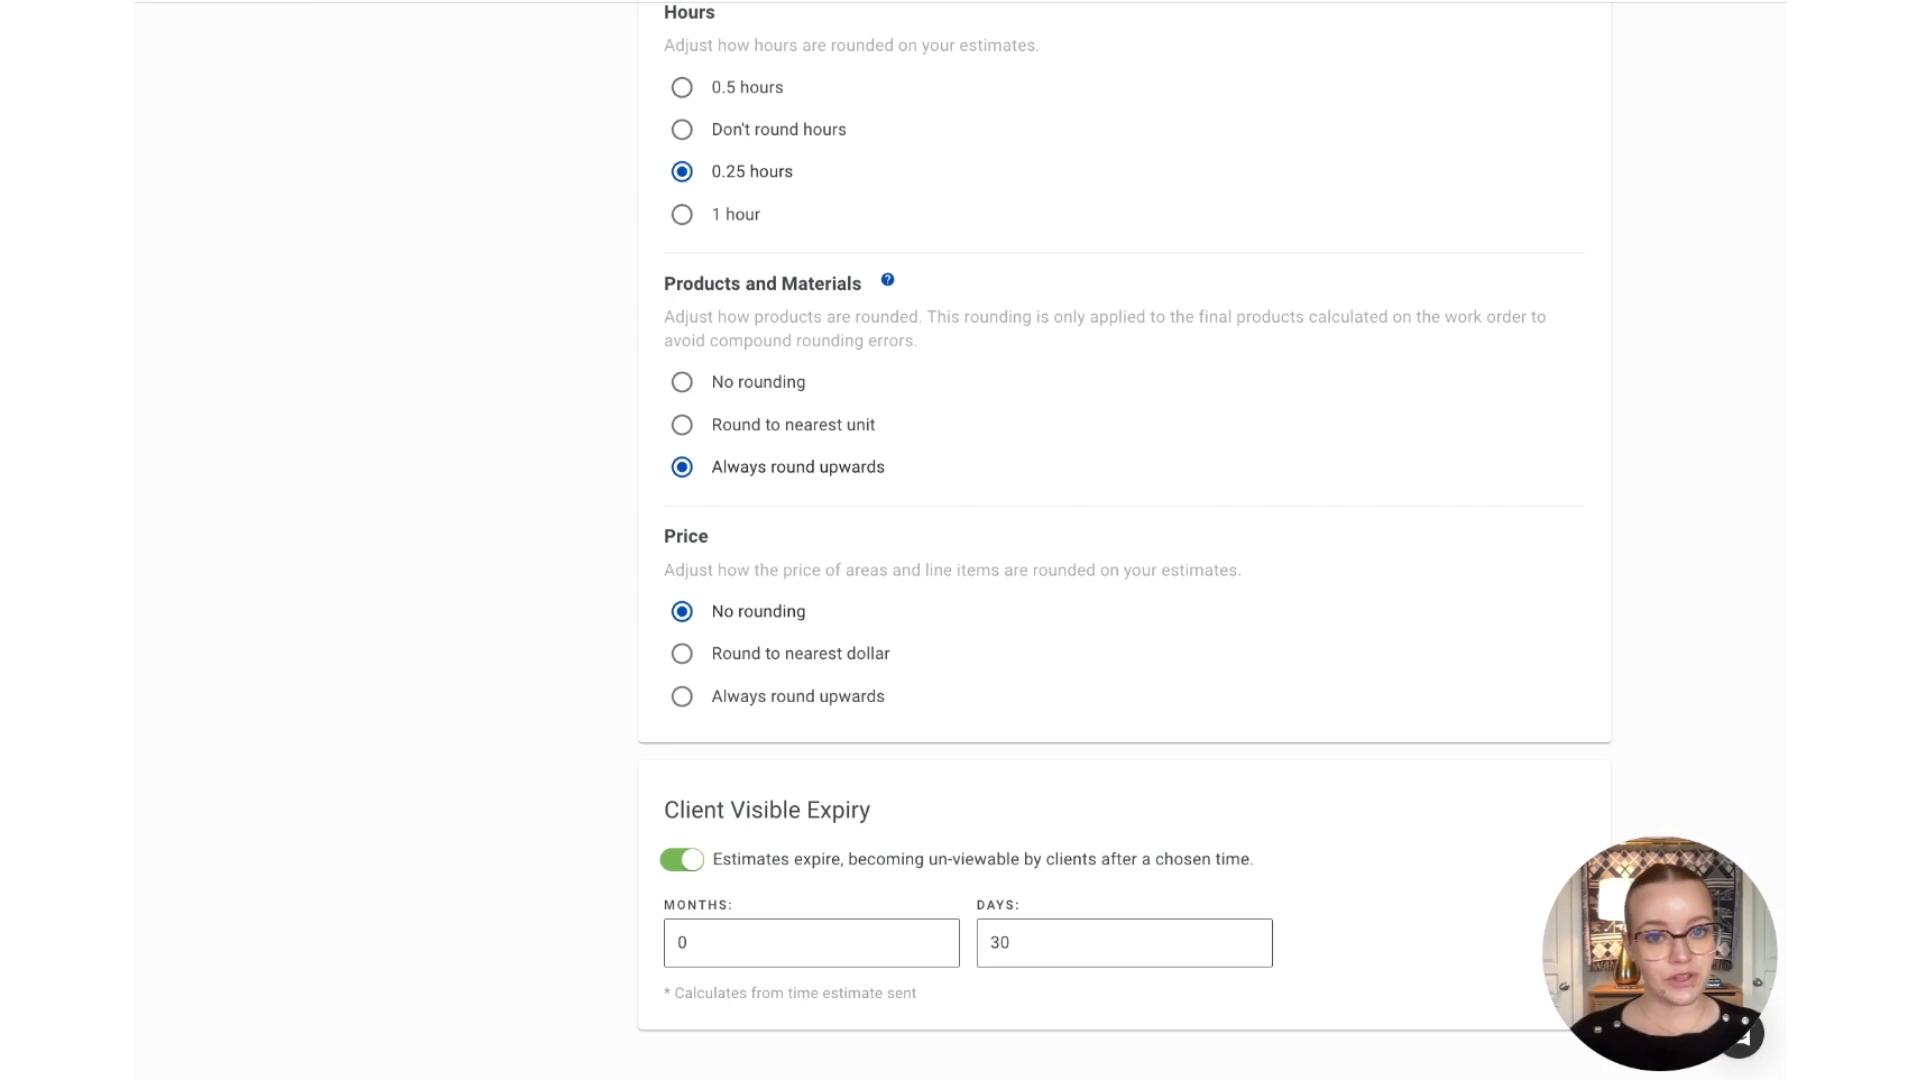 Hours
Adjust how hours are rounded on your estimates.
0.5 hours
Don't round hours
0.25 hours
1 hour
Products and Materials ?
Adjust how products are rounded. This rounding is only applied to the final products calculated on the work order to
avoid compound rounding errors.
No rounding
Round to nearest unit
Always round upwards
Price
Adjust how the price of areas and line items are rounded on your estimates.
No rounding
Round to nearest dollar
Always round upwards
Client Visible Expiry
Estimates expire, becoming un-viewable by clients after a chosen time.
MONTHS: DAYS:
0 30
* Calculates from time estimate sent